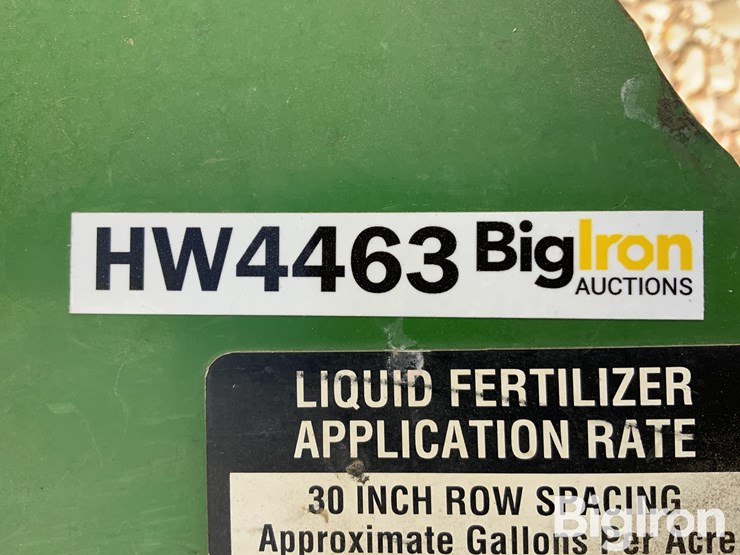 HW4463 BigIron
AUCTIONS
LIQUID FERTILIZER
APPLICATION RATE
30 INCH ROW SPACING
Approximate Gallons Per Acre
BigIron